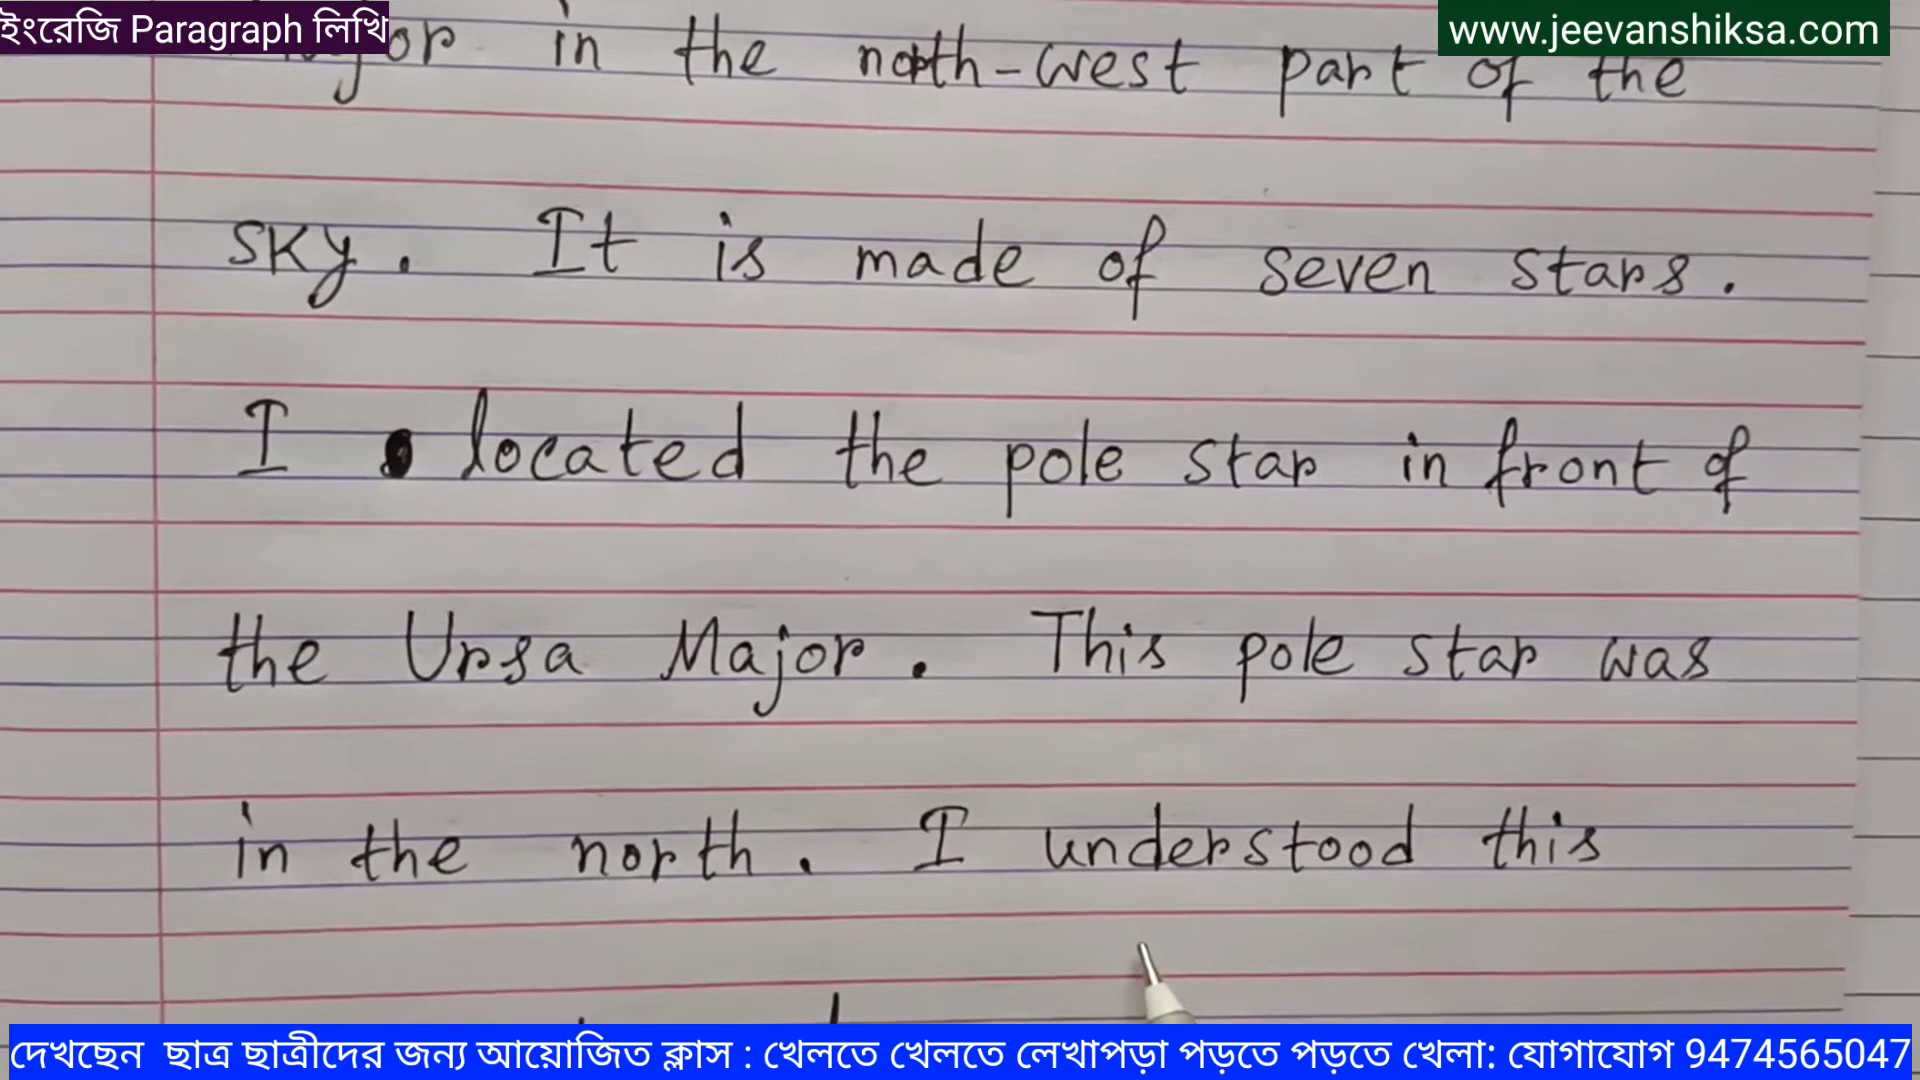 ইংরেজি Paragraph লিখি
www.jeevanshiksa.com
in the north-west part of the
sky. It is made of seven stars.
I located the pole star in front of
the Ursa Major. This pole star was
in the north. I understood this
দেখছেন ছাত্র ছাত্রীদের জন্য আয়োজিত ক্লাস : খেলতে খেলতে লেখাপড়া পড়তে পড়তে খেলা: যোগাযোগ 9474565047